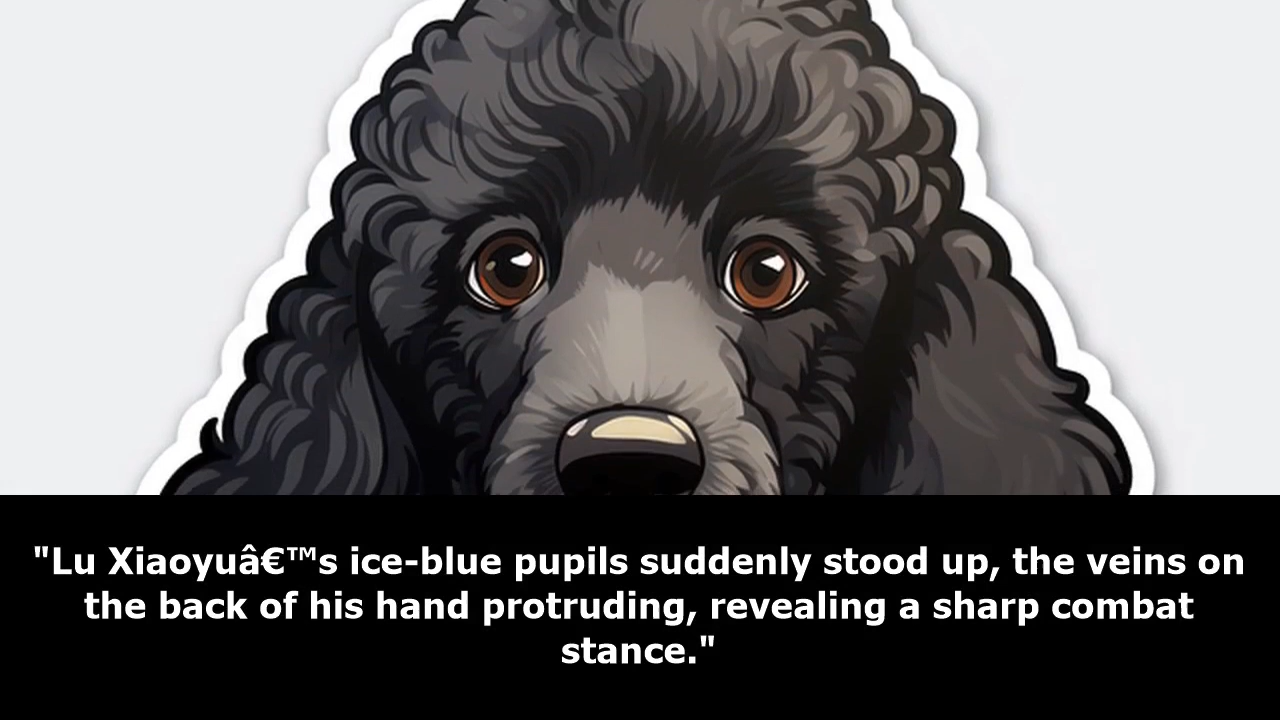 "Lu Xiaoyuâ€™s ice-blue pupils suddenly stood up, the veins on
the back of his hand protruding, revealing a sharp combat
stance."